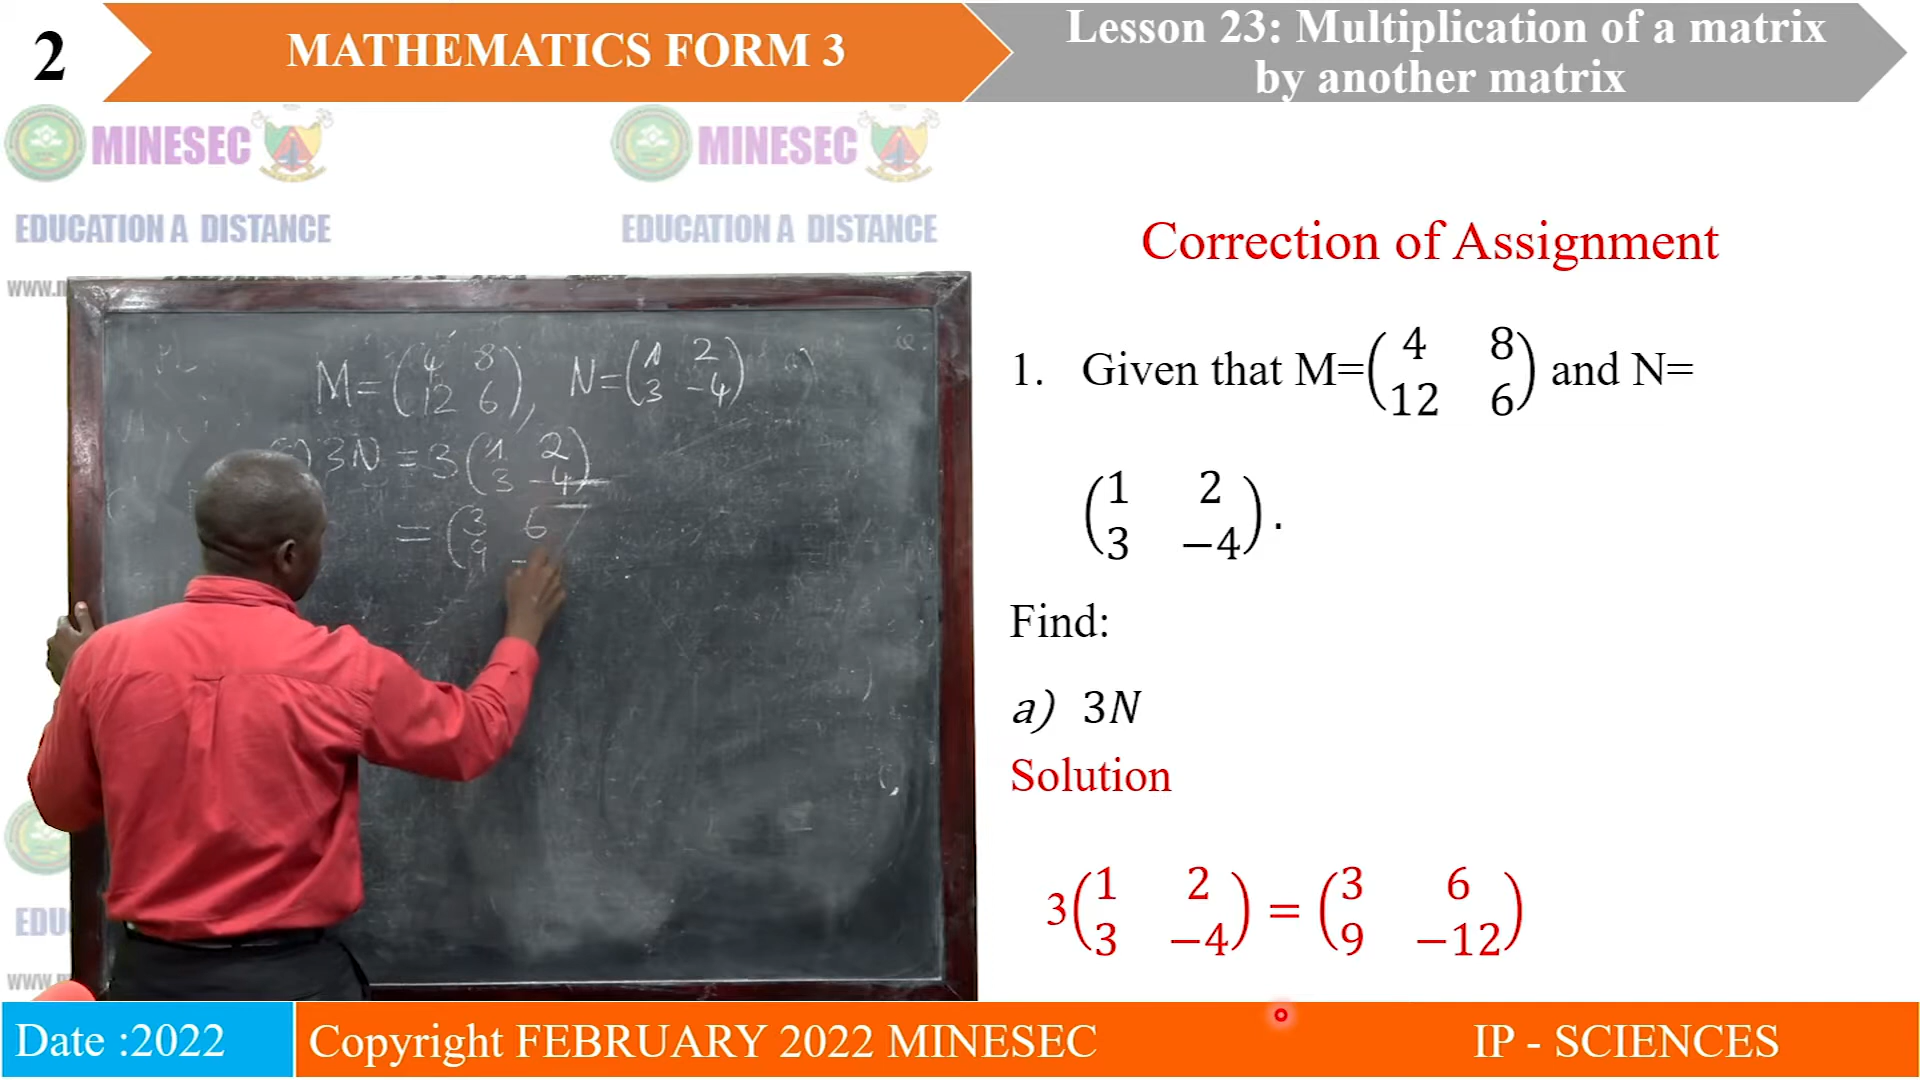 2
MATHEMATICS FORM 3
Lesson 23: Multiplication of a matrix
by another matrix
MINESEC
MINESEC
EDUCATION A DISTANCE
EDUCATION A DISTANCE
M = (4 8
12 6), N = (1 2
3 -4)
3N = 3(1 2
3 -4)
= (3 6
9 -
Correction of Assignment
1. Given that M=(4 8
12 6) and N=
(1 2
3 −4).
Find:
a) 3N
Solution
3(1 2
3 −4) = (3 6
9 −12)
Date :2022
Copyright FEBRUARY 2022 MINESEC
IP - SCIENCES